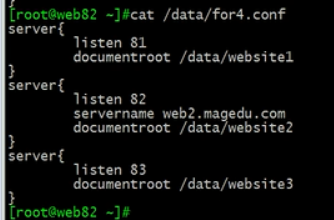 }
[root@web82 ~]#cat /data/for4.conf
server{
        listen 81
        documentroot /data/website1
}
server{
        listen 82
        servername web2.magedu.com
        documentroot /data/website2
}
server{
        listen 83
        documentroot /data/website3
}
[root@web82 ~]#